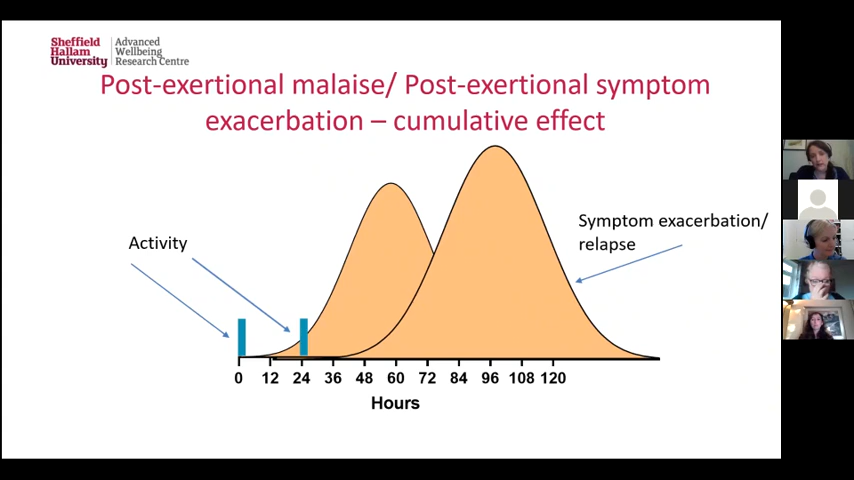 Sheffield
Hallam
University
Advanced
Wellbeing
Research Centre
Post-exertional malaise/ Post-exertional symptom
exacerbation – cumulative effect
Activity
Symptom exacerbation/
relapse
0 12 24 36 48 60 72 84 96 108 120
Hours